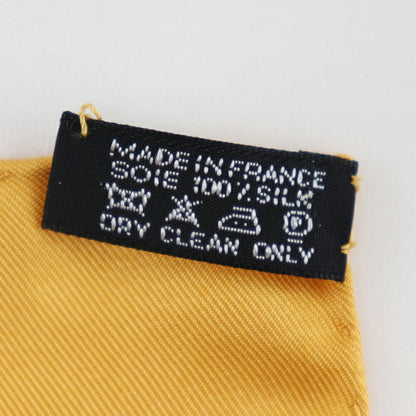 MADE IN FRANCE
SOIE 100% SILK
P
DRY CLEAN ONLY